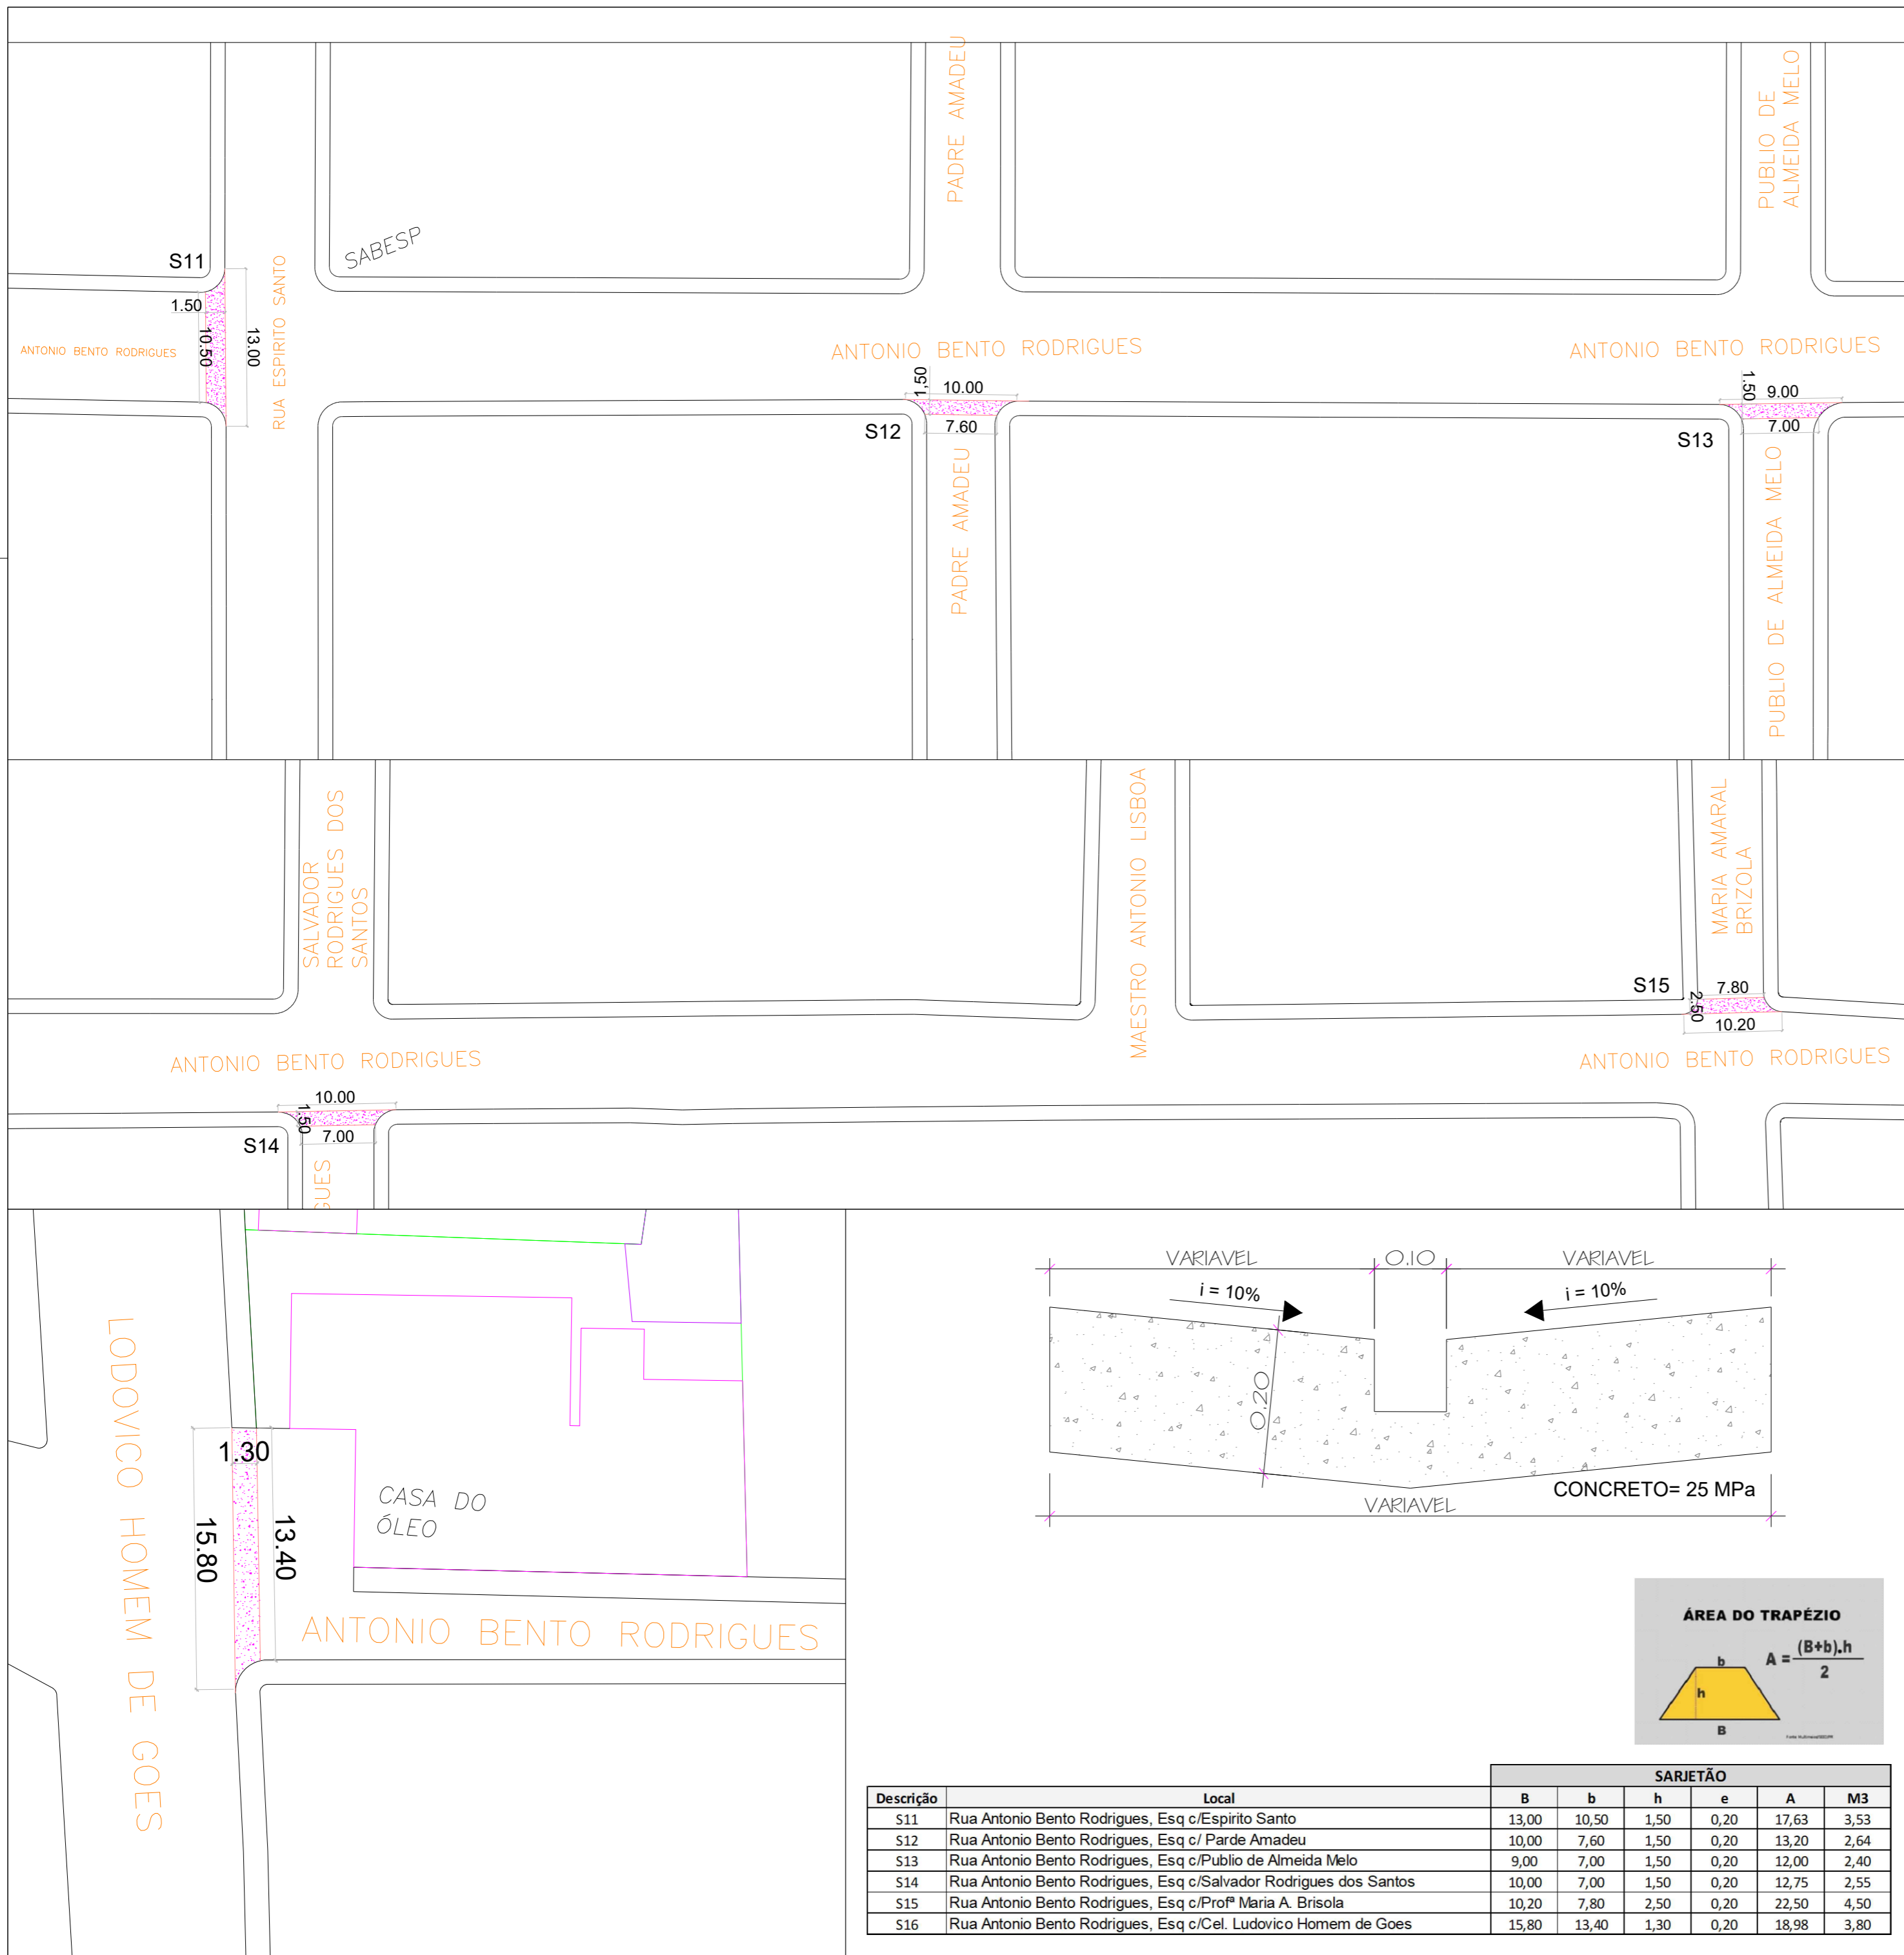 PADRE AMADEU
PUBLIO DE
ALMEIDA MELO
S11
SABESP
RUA ESPIRITO SANTO
1.50
10.50
13.00
ANTONIO BENTO RODRIGUES
ANTONIO BENTO RODRIGUES
ANTONIO BENTO RODRIGUES
1.50
10.00
7.60
S12
PADRE AMADEU
1.50
9.00
7.00
S13
PUBLIO DE ALMEIDA MELO
SALVADOR
RODRIGUES DOS
SANTOS
MAESTRO ANTONIO LISBOA
MARIA AMARAL
BRIZOLA
S15
7.80
2.50
10.20
ANTONIO BENTO RODRIGUES
ANTONIO BENTO RODRIGUES
10.00
1.50
7.00
S14
GUES
LODOVICO HOMEM DE GOES
1.30
15.80
13.40
CASA DO
ÓLEO
ANTONIO BENTO RODRIGUES
VARIAVEL 0.10 VARIAVEL
i = 10% i = 10%
0.20
CONCRETO= 25 MPa
VARIAVEL
ÁREA DO TRAPÉZIO
A = (B+b).h
2
b
h
B
SARJETÃO
Descrição Local B b h e A M3
S11 Rua Antonio Bento Rodrigues, Esq c/Espirito Santo 13,00 10,50 1,50 0,20 17,63 3,53
S12 Rua Antonio Bento Rodrigues, Esq c/ Parde Amadeu 10,00 7,60 1,50 0,20 13,20 2,64
S13 Rua Antonio Bento Rodrigues, Esq c/Publio de Almeida Melo 9,00 7,00 1,50 0,20 12,00 2,40
S14 Rua Antonio Bento Rodrigues, Esq c/Salvador Rodrigues dos Santos 10,00 7,00 1,50 0,20 12,75 2,55
S15 Rua Antonio Bento Rodrigues, Esq c/Profª Maria A. Brisola 10,20 7,80 2,50 0,20 22,50 4,50
S16 Rua Antonio Bento Rodrigues, Esq c/Cel. Ludovico Homem de Goes 15,80 13,40 1,30 0,20 18,98 3,80